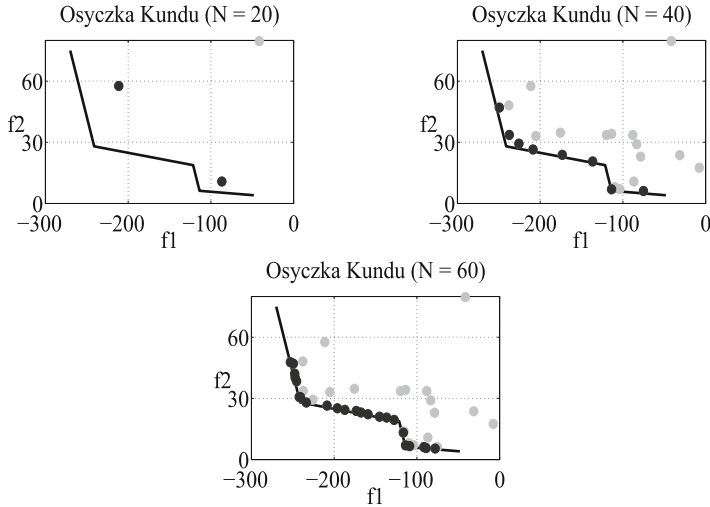 Osyczka Kundu (N = 20)
60
f2
30
0
−300
−200
−100
0
f1
Osyczka Kundu (N = 40)
60
f2
30
0
−300
−200
−100
0
f1
Osyczka Kundu (N = 60)
60
f2
30
0
−300
−200
−100
0
f1